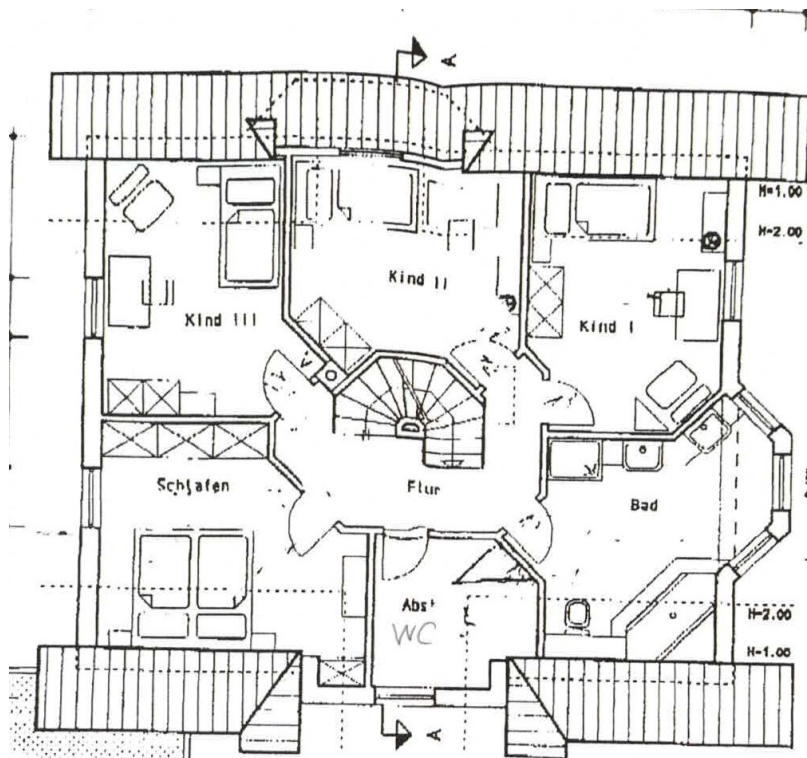 A
H=1.00
H=2.00
Kind II
Kind III
Kind I
Schlafen
Flur
Bad
Abst
WC
H=2.00
H=1.00
A